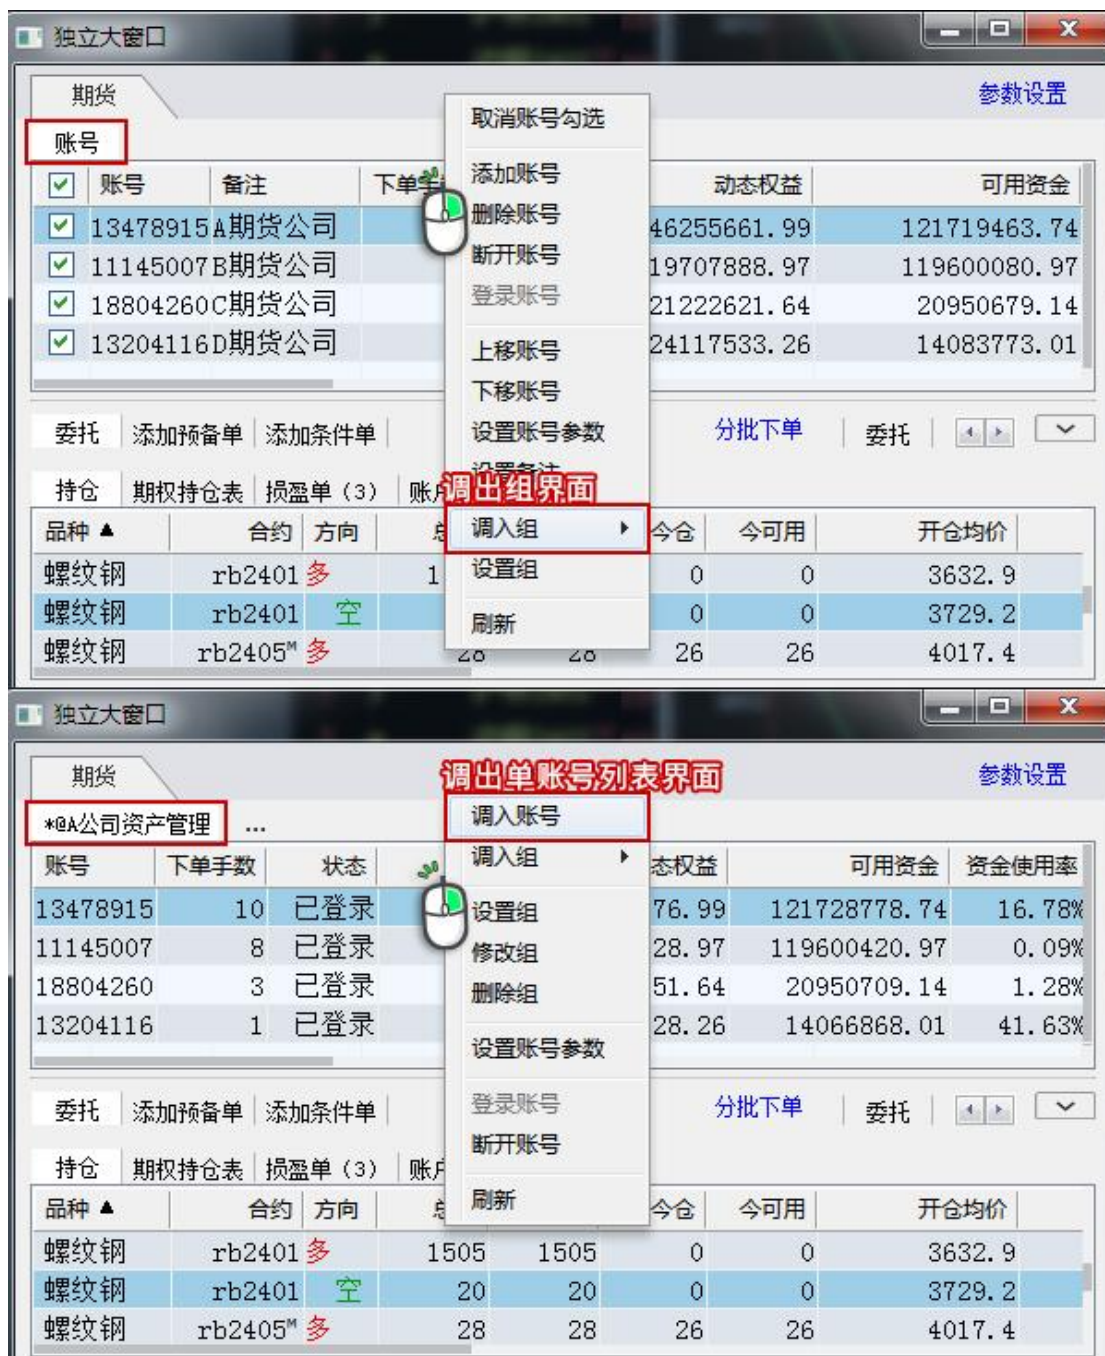 独立大窗口
期货 参数设置
账号
账号 备注 下单手 动态权益 可用资金
13478915 A期货公司 46255661.99 121719463.74
11145007 B期货公司 19707888.97 119600080.97
18804260 C期货公司 21222621.64 20950679.14
13204116 D期货公司 24117533.26 14083773.01
取消账号勾选
添加账号
删除账号
断开账号
登录账号
上移账号
下移账号
设置账号参数
设置备注
调出组界面
调入组
设置组
刷新
委托 添加预备单 添加条件单 分批下单 委托
持仓 期权持仓表 损盈单（3） 账户
品种▲ 合约 方向 总 今仓 今可用 开仓均价
螺纹钢 rb2401 多 1 0 0 3632.9
螺纹钢 rb2401 空 0 0 3729.2
螺纹钢 rb2405ᴹ 多 28 28 26 26 4017.4
独立大窗口
期货 调出单账号列表界面 参数设置
*@A公司资产管理 ...
账号 下单手数 状态 态权益 可用资金 资金使用率
13478915 10 已登录 76.99 121728778.74 16.78%
11145007 8 已登录 28.97 119600420.97 0.09%
18804260 3 已登录 51.64 20950709.14 1.28%
13204116 1 已登录 28.26 14066868.01 41.63%
调入账号
调入组
设置组
修改组
删除组
设置账号参数
登录账号
断开账号
刷新
委托 添加预备单 添加条件单 分批下单 委托
持仓 期权持仓表 损盈单（3） 账户
品种▲ 合约 方向 总 今仓 今可用 开仓均价
螺纹钢 rb2401 多 1505 1505 0 0 3632.9
螺纹钢 rb2401 空 20 20 0 0 3729.2
螺纹钢 rb2405ᴹ 多 28 28 26 26 4017.4